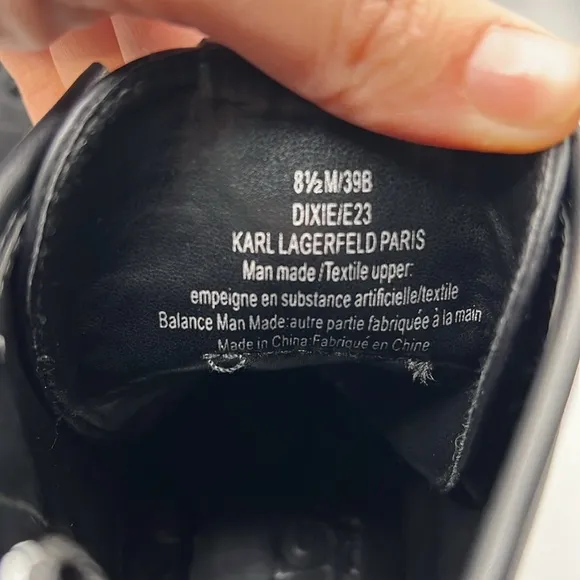 8½M/39B
DIXIE/E23
KARL LAGERFELD PARIS
Man made/Textile upper:
empeigne en substance artificielle/textile
Balance Man Made:autre partie fabriquée à la main
Made in China:Fabriqué en Chine